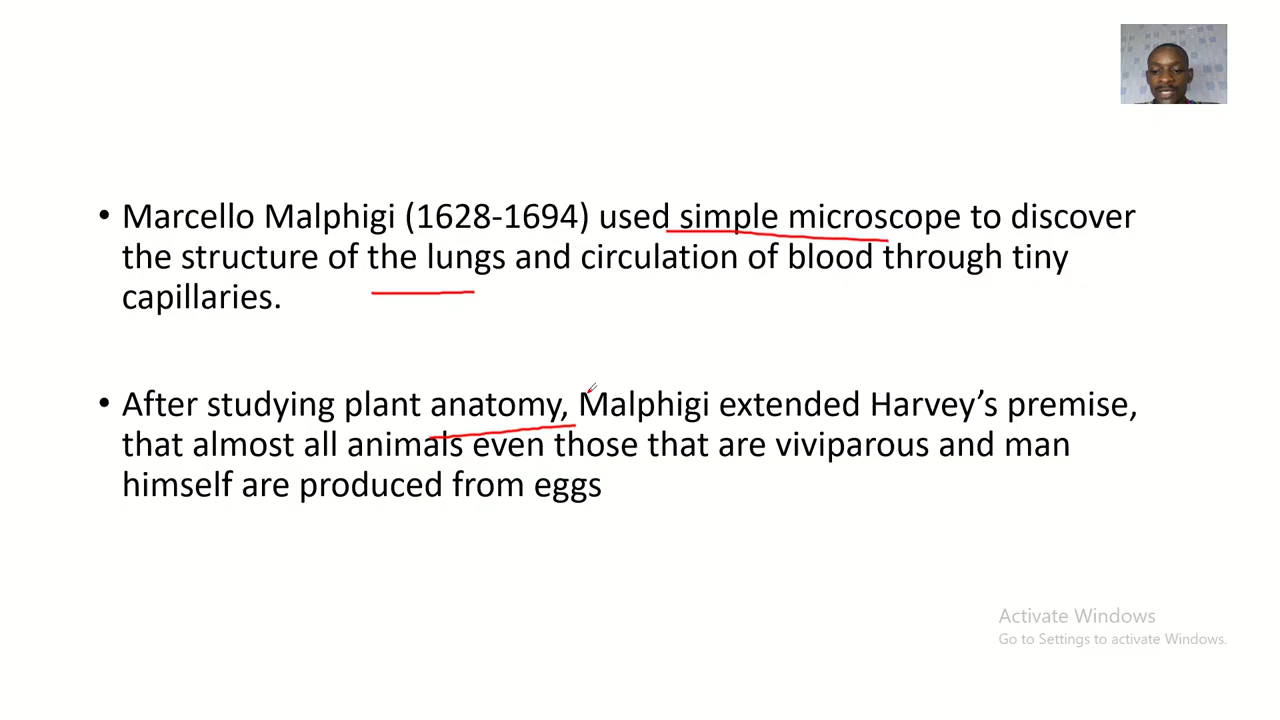 • Marcello Malphigi (1628-1694) used simple microscope to discover
the structure of the lungs and circulation of blood through tiny
capillaries.
• After studying plant anatomy, Malphigi extended Harvey’s premise,
that almost all animals even those that are viviparous and man
himself are produced from eggs
Activate Windows
Go to Settings to activate Windows.